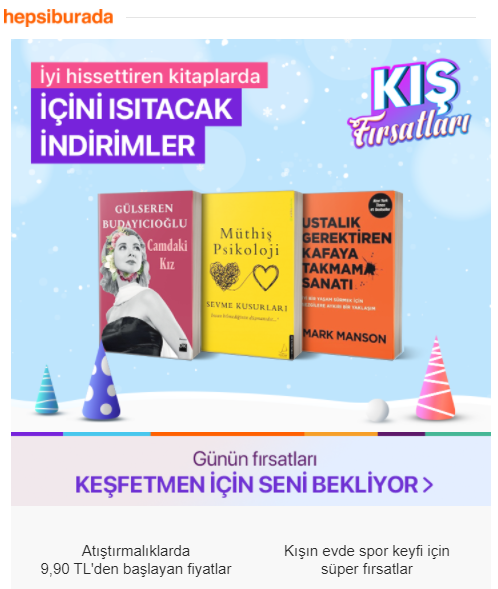 hepsiburada
İyi hissettiren kitaplarda
İÇİNİ ISITACAK
İNDİRİMLER
KIŞ
Fırsatları
GÜLSEREN
BUDAYICIOĞLU
Camdaki
Kız
Müthiş
Psikoloji
SEVME KUSURLARI
USTALIK
GEREKTİREN
KAFAYA
TAKMAMA
SANATI
MARK MANSON
Günün fırsatları
KEŞFETMEN İÇİN SENİ BEKLİYOR >
Atıştırmalıklarda
9,90 TL'den başlayan fiyatlar
Kışın evde spor keyfi için
süper fırsatlar